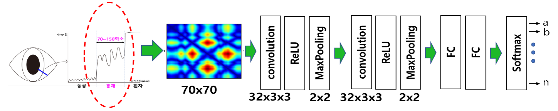 70x70
convolution
ReLU
MaxPooling
32x3x3
2x2
convolution
ReLU
MaxPooling
32x3x3
2x2
FC
FC
Softmax
a
b
n